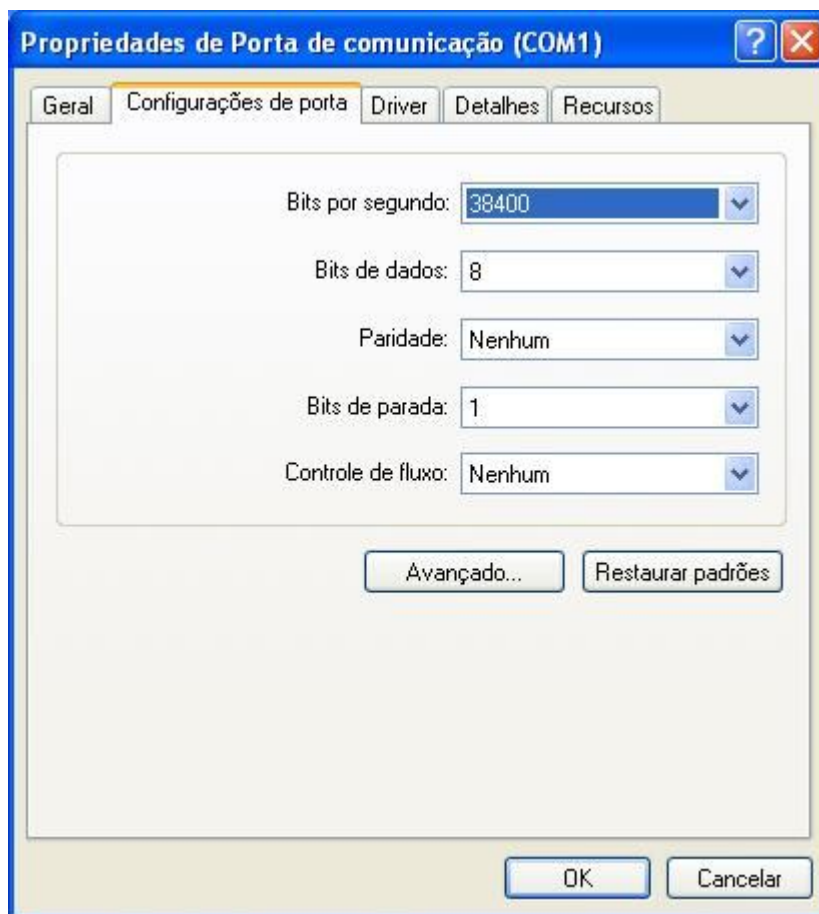 Propriedades de Porta de comunicação (COM1)
Geral Configurações de porta Driver Detalhes Recursos
Bits por segundo: 38400
Bits de dados: 8
Paridade: Nenhum
Bits de parada: 1
Controle de fluxo: Nenhum
Avançado... Restaurar padrões
OK Cancelar